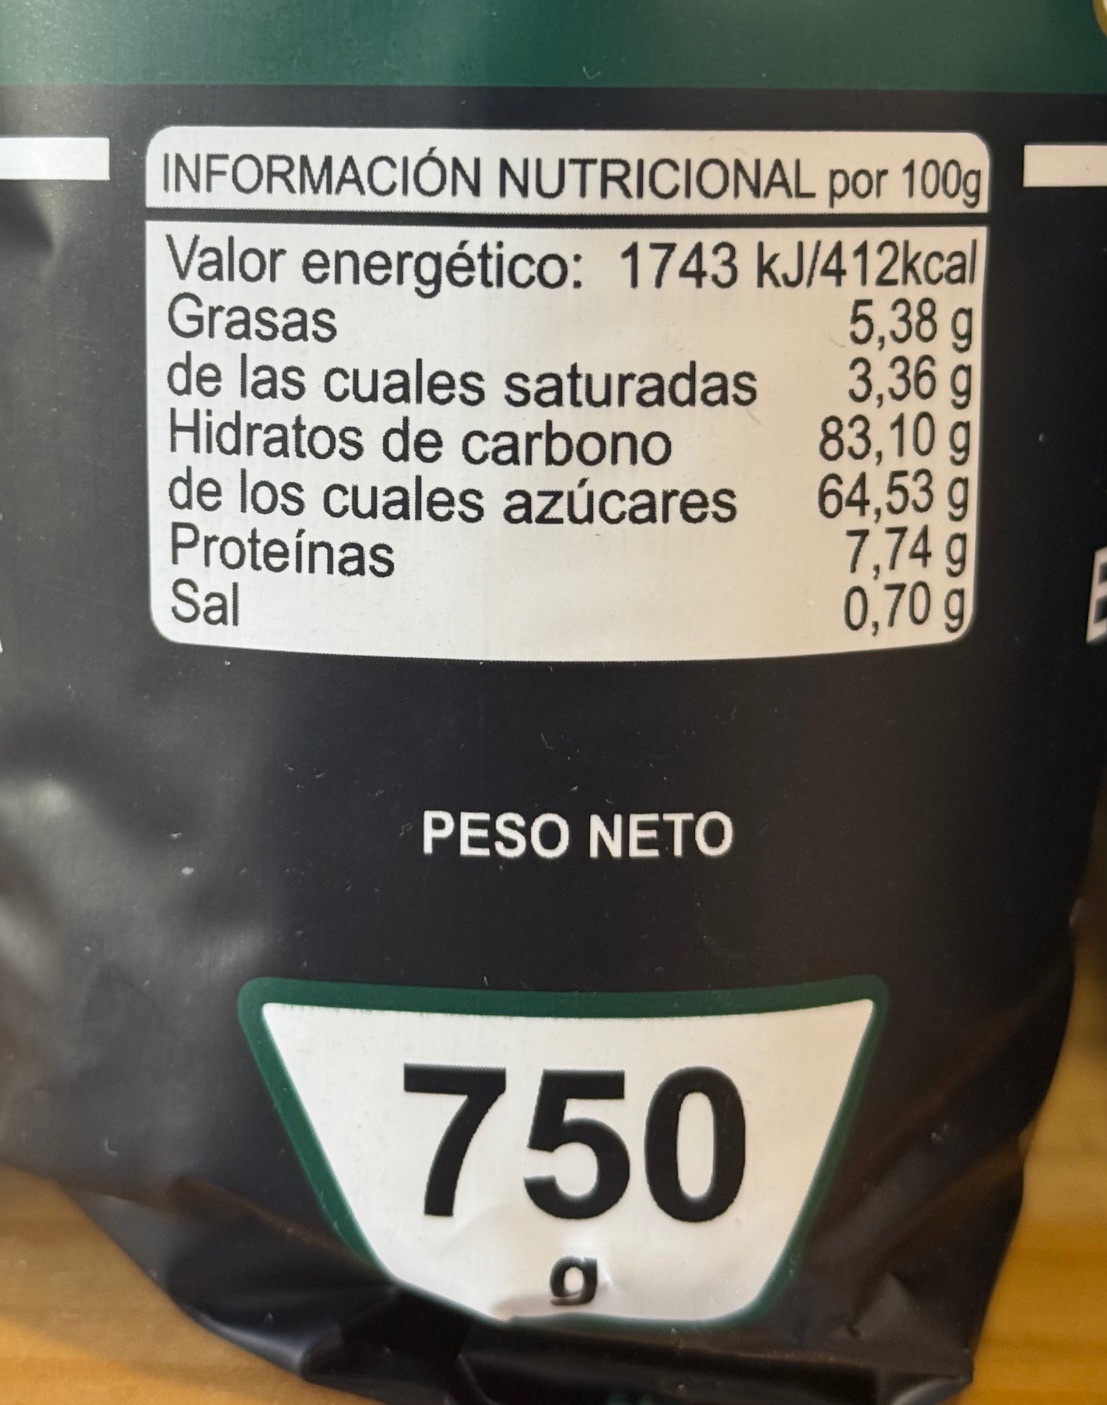 INFORMACIÓN NUTRICIONAL por 100g
Valor energético: 1743 kJ/412kcal
Grasas 5,38 g
de las cuales saturadas 3,36 g
Hidratos de carbono 83,10 g
de los cuales azúcares 64,53 g
Proteínas 7,74 g
Sal 0,70 g
PESO NETO
750
g